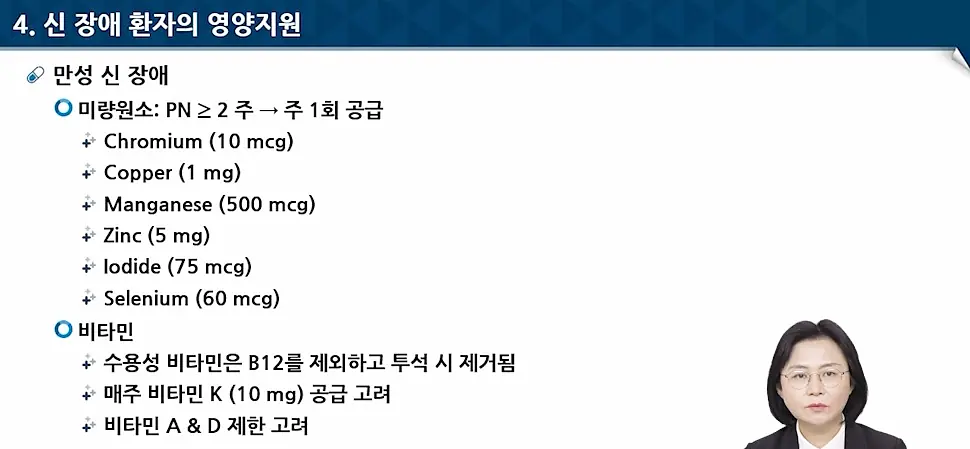 4. 신 장애 환자의 영양지원
만성 신 장애
미량원소: PN ≥ 2 주 → 주 1회 공급
Chromium (10 mcg)
Copper (1 mg)
Manganese (500 mcg)
Zinc (5 mg)
Iodide (75 mcg)
Selenium (60 mcg)
비타민
수용성 비타민은 B12를 제외하고 투석 시 제거됨
매주 비타민 K (10 mg) 공급 고려
비타민 A & D 제한 고려